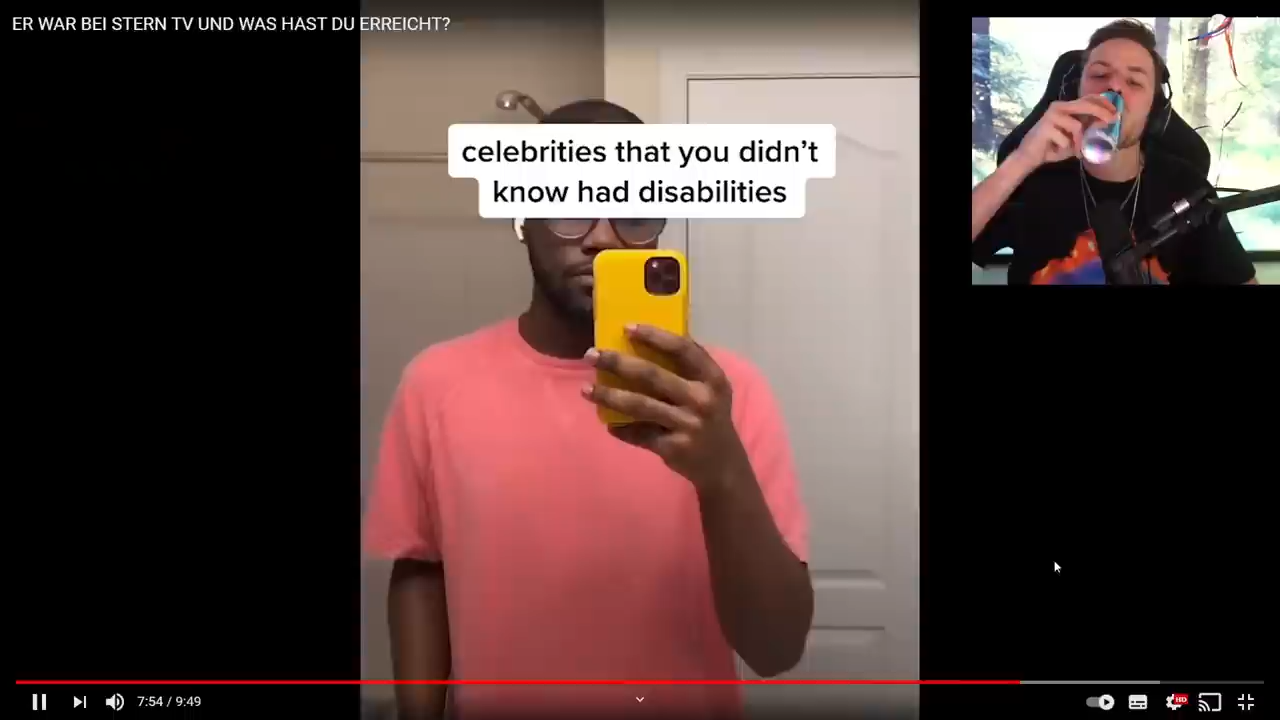 ER WAR BEI STERN TV UND WAS HAST DU ERREICHT?
celebrities that you didn’t
know had disabilities
7:54 / 9:49
HD